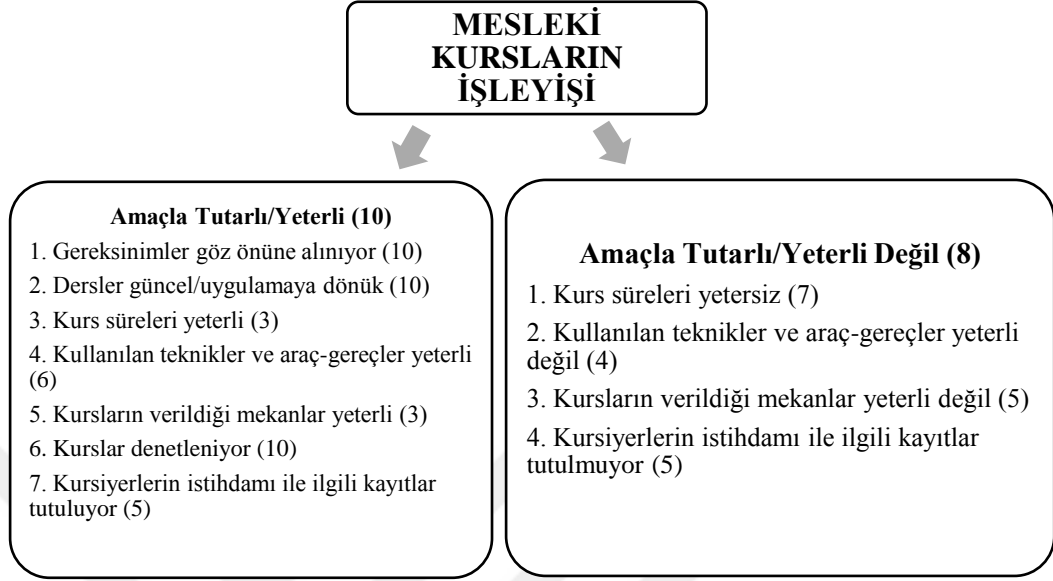 MESLEKİ
KURSLARIN
İŞLEYİŞİ
Amaçla Tutarlı/Yeterli (10)
1. Gereksinimler göz önüne alınıyor (10)
2. Dersler güncel/uygulamaya dönük (10)
3. Kurs süreleri yeterli (3)
4. Kullanılan teknikler ve araç-gereçler yeterli
(6)
5. Kursların verildiği mekanlar yeterli (3)
6. Kurslar denetleniyor (10)
7. Kursiyerlerin istihdamı ile ilgili kayıtlar
tutuluyor (5)
Amaçla Tutarlı/Yeterli Değil (8)
1. Kurs süreleri yetersiz (7)
2. Kullanılan teknikler ve araç-gereçler yeterli
değil (4)
3. Kursların verildiği mekanlar yeterli değil (5)
4. Kursiyerlerin istihdamı ile ilgili kayıtlar
tutulmuyor (5)